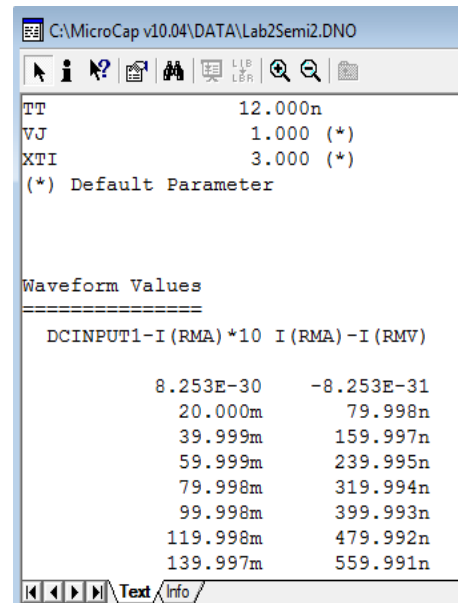 C:\MicroCap v10.04\DATA\Lab2Semi2.DNO
LIB
LBR
TT 12.000n
VJ 1.000 (*)
XTI 3.000 (*)
(*) Default Parameter
Waveform Values
===============
DCINPUT1-I(RMA)*10 I(RMA)-I(RMV)
8.253E-30 -8.253E-31
20.000m 79.998n
39.999m 159.997n
59.999m 239.995n
79.998m 319.994n
99.998m 399.993n
119.998m 479.992n
139.997m 559.991n
Text Info